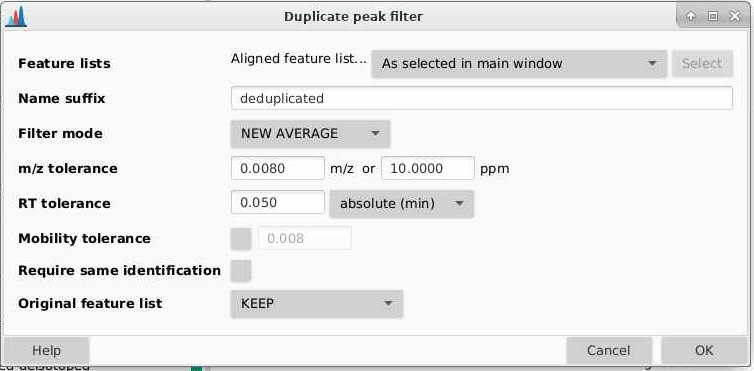 Duplicate peak filter
Feature lists Aligned feature list... As selected in main window Select
Name suffix deduplicated
Filter mode NEW AVERAGE
m/z tolerance 0.0080 m/z or 10.0000 ppm
RT tolerance 0.050 absolute (min)
Mobility tolerance 0.008
Require same identification
Original feature list KEEP
Help Cancel OK